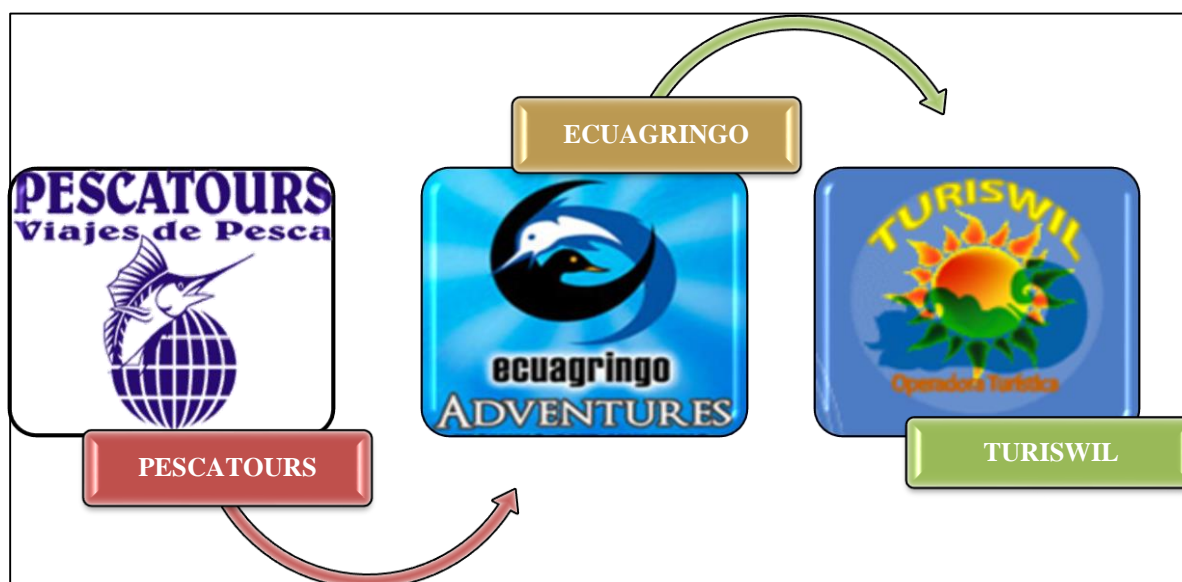 PESCATOURS
Viajes de Pesca
PESCATOURS
ECUAGRINGO
ecuagringo
ADVENTURES
TURISWIL
Operadora Turística
TURISWIL